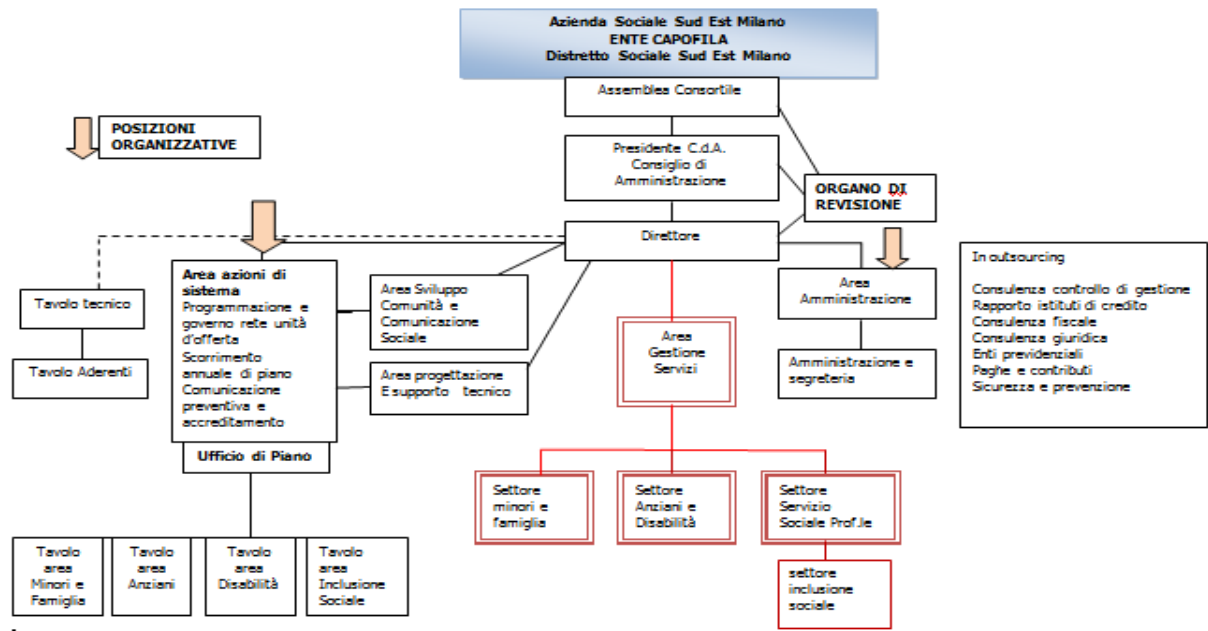 Azienda Sociale Sud Est Milano
ENTE CAPOFILA
Distretto Sociale Sud Est Milano
Assemblea Consortile
POSIZIONI
ORGANIZZATIVE
Presidente C.d.A.
Consiglio di
Amministrazione
ORGANO DI
REVISIONE
Direttore
Tavolo tecnico
Tavolo Aderenti
Area azioni di
sistema
Programmazione e
governo rete unità
d'offerta
Scorrimento
annuale di piano
Comunicazione
preventiva e
accreditamento
Ufficio di Piano
Area Sviluppo
Comunità e
Comunicazione
Sociale
Area progettazione
E supporto tecnico
Area
Gestione
Servizi
Area
Amministrazione
Amministrazione e
segreteria
In outsourcing
Consulenza controllo di gestione
Rapporto istituti di credito
Consulenza fiscale
Consulenza giuridica
Enti previdenziali
Paghe e contributi
Sicurezza e prevenzione
Settore
minori e
famiglia
Settore
Anziani e
Disabilità
Settore
Servizio
Sociale Prof.le
settore
inclusione
sociale
Tavolo
area
Minori e
Famiglia
Tavolo
area
Anziani
Tavolo
area
Disabilità
Tavolo
area
Inclusione
Sociale